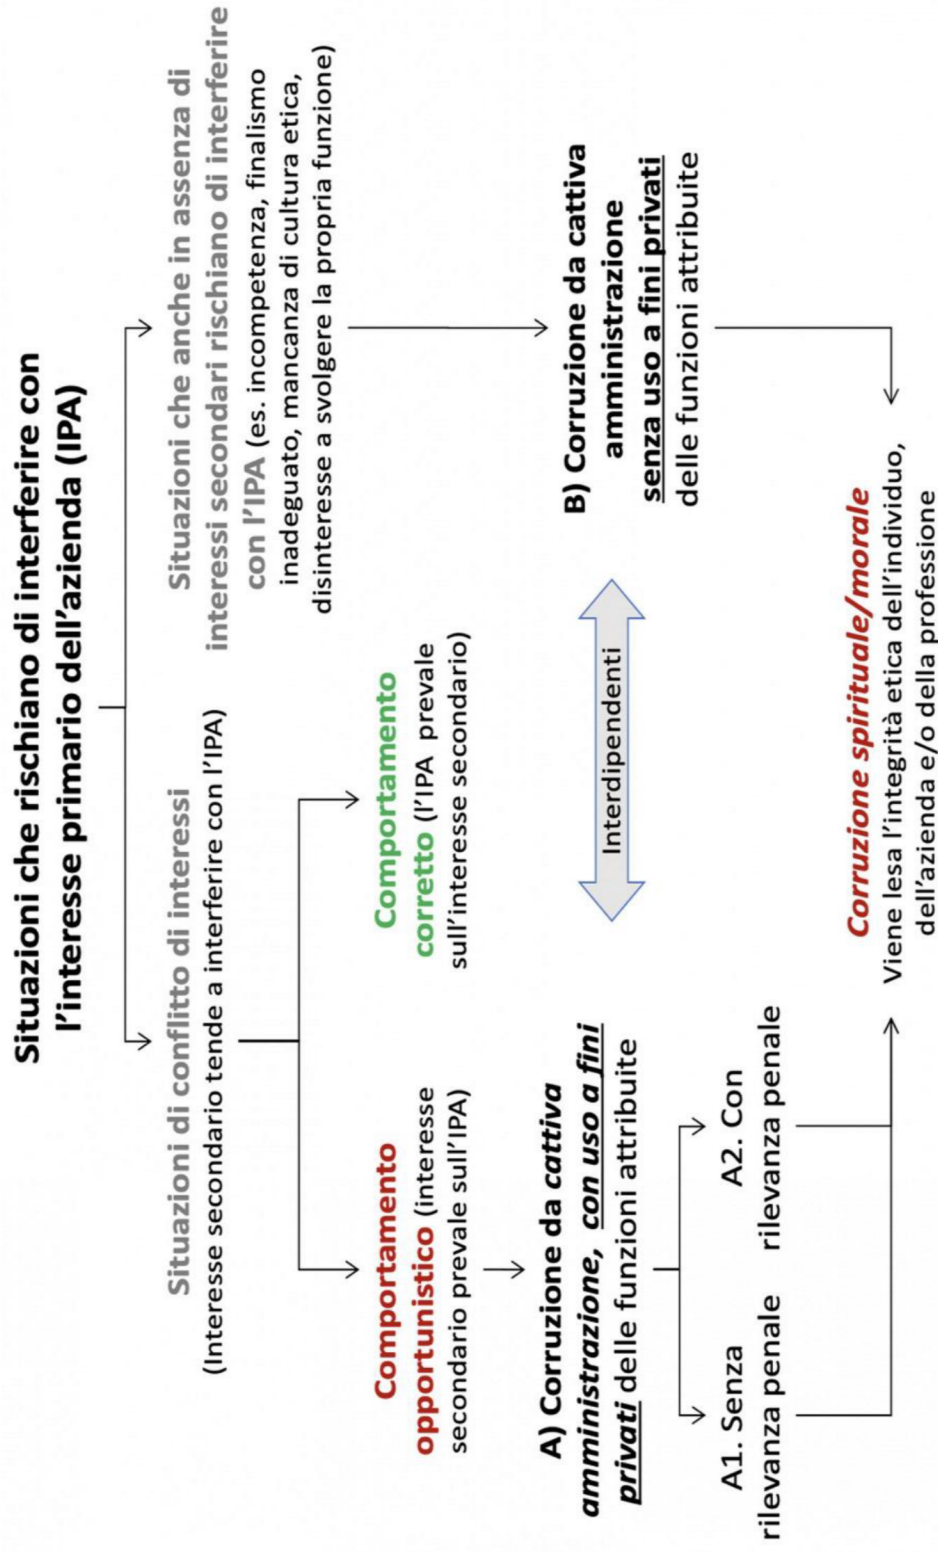 Situazioni che rischiano di interferire con
l'interesse primario dell'azienda (IPA)
Situazioni di conflitto di interessi
(Interesse secondario tende a interferire con l'IPA)
Situazioni che anche in assenza di
interessi secondari rischiano di interferire
con l'IPA (es. incompetenza, finalismo
inadeguato, mancanza di cultura etica,
disinteresse a svolgere la propria funzione)
Comportamento
opportunistico (interesse
secondario prevale sull'IPA)
Comportamento
corretto (l'IPA prevale
sull'interesse secondario)
A) Corruzione da cattiva
amministrazione, con uso a fini
privati delle funzioni attribuite
Interdipendenti
B) Corruzione da cattiva
amministrazione
senza uso a fini privati
delle funzioni attribuite
A1. Senza
rilevanza penale
A2. Con
rilevanza penale
Corruzione spirituale/morale
Viene lesa l'integrità etica dell'individuo,
dell'azienda e/o della professione